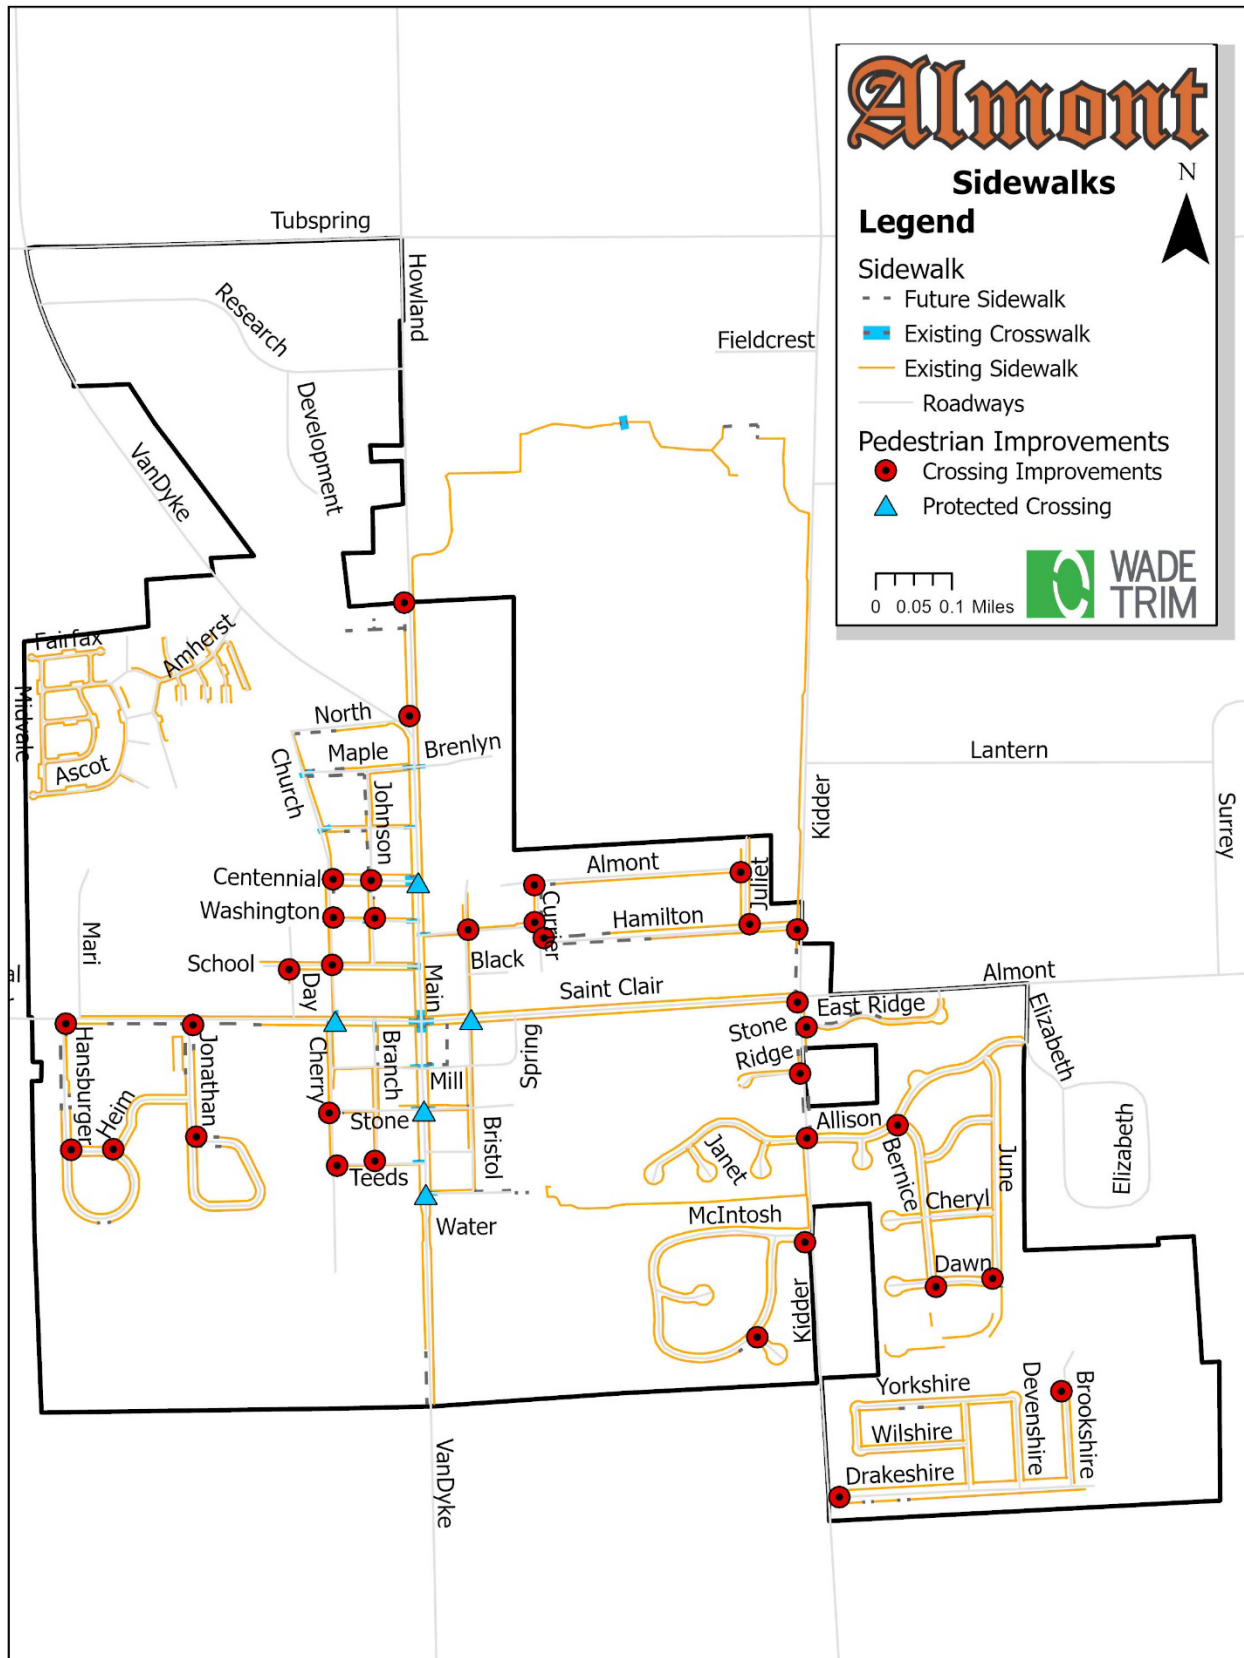 Almont
Sidewalks
N
Legend
Sidewalk
Future Sidewalk
Existing Crosswalk
Existing Sidewalk
Roadways
Pedestrian Improvements
Crossing Improvements
Protected Crossing
0 0.05 0.1 Miles
WADE
TRIM
Tubspring
Howland
Research
Fieldcrest
Development
VanDyke
Fairfax
Amherst
Midvale
North
Maple
Brenlyn
Lantern
Ascot
Church
Johnson
Kidder
Surrey
Centennial
Almont
Juliet
Washington
Currier
Hamilton
Mari
School
Day
Main
Black
Saint Clair
Almont
East Ridge
Elizabeth
Stone
Ridge
Hansburger
Jonathan
Heim
Cherry
Branch
Mill
Spring
Stone
Allison
Janet
Bernice
June
Elizabeth
Teeds
Bristol
Cheryl
Water
McIntosh
Dawn
Kidder
Yorkshire
Devenshire
Brookshire
Wilshire
Drakeshire
VanDyke